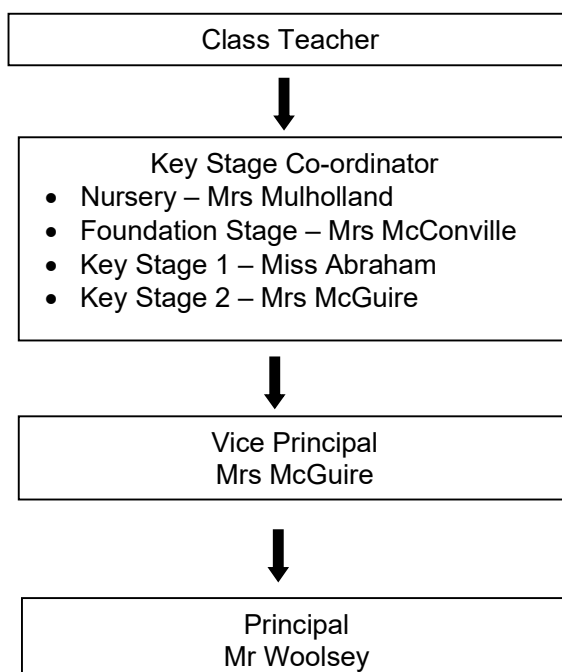 Class Teacher
Key Stage Co-ordinator
• Nursery – Mrs Mulholland
• Foundation Stage – Mrs McConville
• Key Stage 1 – Miss Abraham
• Key Stage 2 – Mrs McGuire
Vice Principal
Mrs McGuire
Principal
Mr Woolsey